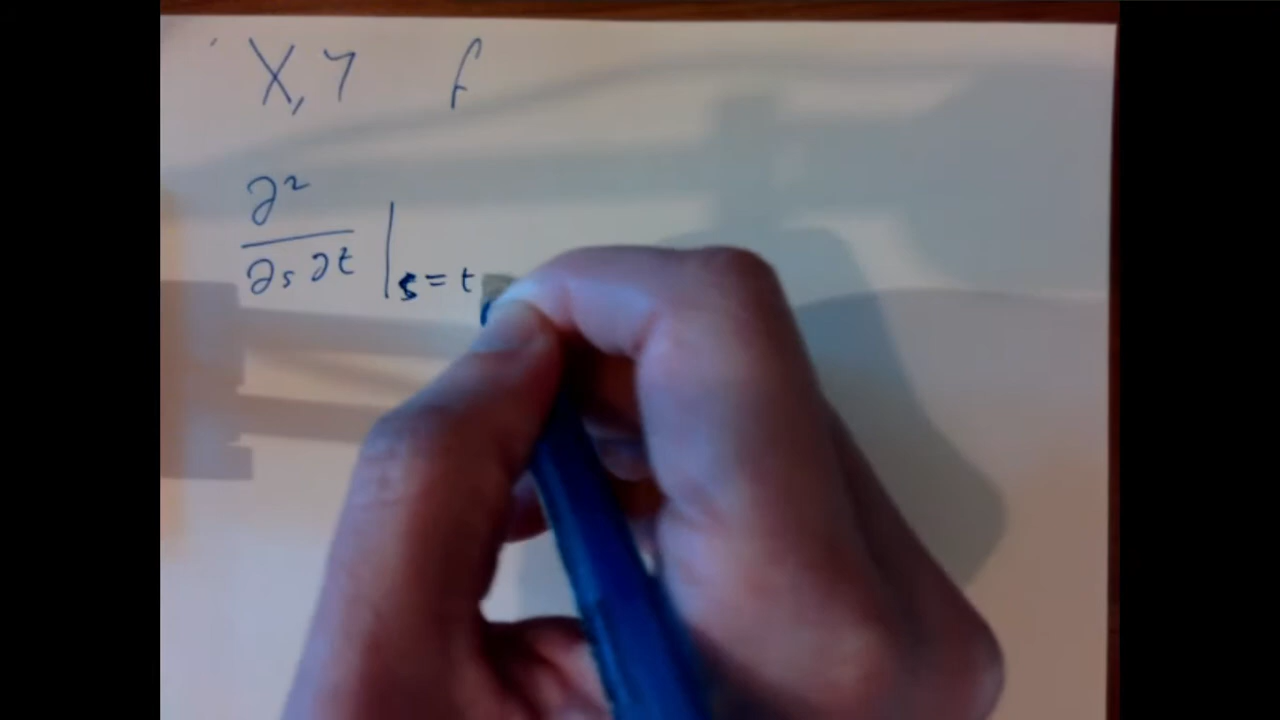 X, Y f
∂²
∂s ∂t |s=t